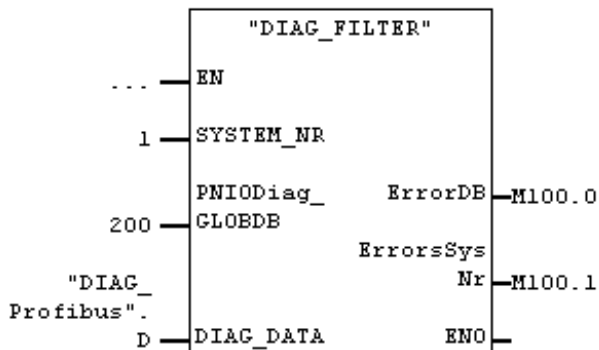 "DIAG_FILTER"
... EN
1 SYSTEM_NR
PNIODiag_ ErrorDB M100.0
200 GLOBDB
ErrorsSys
"DIAG_ Nr M100.1
Profibus".
D DIAG_DATA ENO